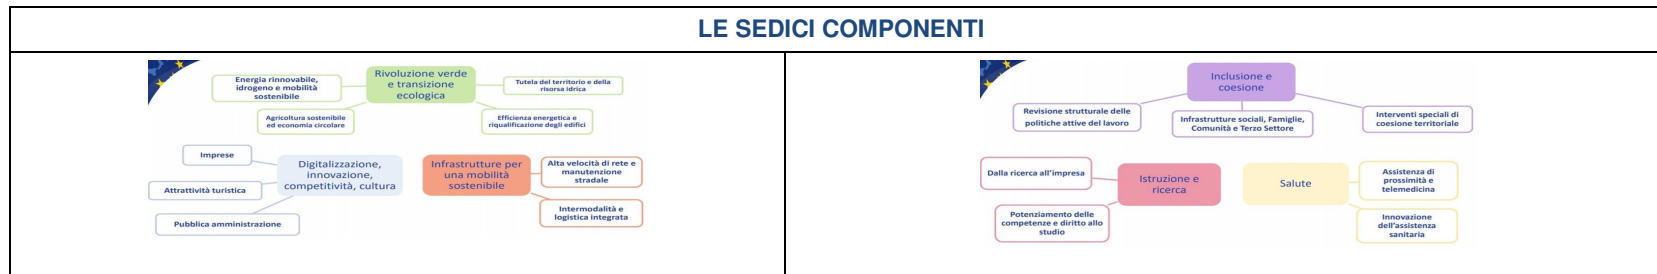 LE SEDICI COMPONENTI
Energia rinnovabile,
idrogeno e mobilità
sostenibile
Rivoluzione verde
e transizione
ecologica
Tutela del territorio e della
risorsa idrica
Agricoltura sostenibile
ed economia circolare
Efficienza energetica e
riqualificazione degli edifici
Imprese
Attrattività turistica
Pubblica amministrazione
Digitalizzazione,
innovazione,
competitività, cultura
Infrastrutture per
una mobilità
sostenibile
Alta velocità di rete e
manutenzione
stradale
Intermodalità e
logistica integrata
Inclusione e
coesione
Revisione strutturale delle
politiche attive del lavoro
Infrastrutture sociali, Famiglie,
Comunità e Terzo Settore
Interventi speciali di
coesione territoriale
Dalla ricerca all'impresa
Istruzione e
ricerca
Potenziamento delle
competenze e diritto allo
studio
Salute
Assistenza di
prossimità e
telemedicina
Innovazione
dell'assistenza
sanitaria